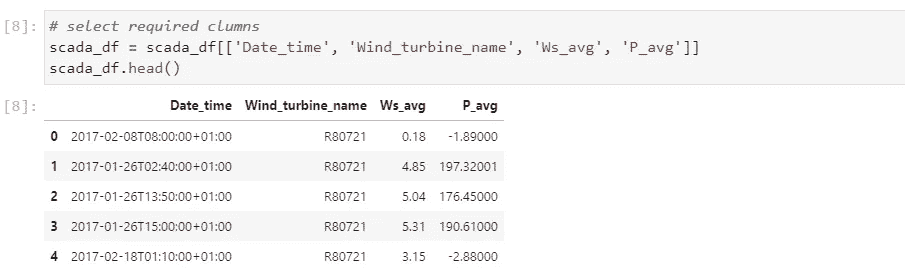 [8]: # select required clumns
scada_df = scada_df[['Date_time', 'Wind_turbine_name', 'Ws_avg', 'P_avg']]
scada_df.head()
[8]: Date_time Wind_turbine_name Ws_avg P_avg
0 2017-02-08T08:00:00+01:00 R80721 0.18 -1.89000
1 2017-01-26T02:40:00+01:00 R80721 4.85 197.32001
2 2017-01-26T13:50:00+01:00 R80721 5.04 176.45000
3 2017-01-26T15:00:00+01:00 R80721 5.31 190.61000
4 2017-02-18T01:10:00+01:00 R80721 3.15 -2.88000